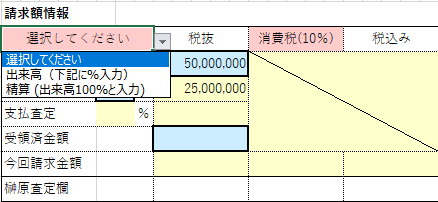 請求額情報
選択してください 税抜 消費税(10%) 税込み
選択してください 50,000,000
出来高（下記に%入力）
精算 (出来高100%と入力) 25,000,000
支払査定 %
受領済金額
今回請求金額
榊原査定欄